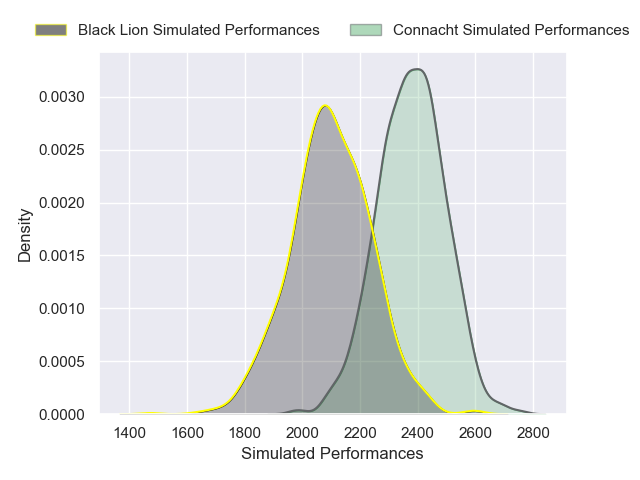 Black Lion Simulated Performances Connacht Simulated Performances
0.0030
0.0025
0.0020
0.0015
0.0010
0.0005
0.0000
Density
1400 1600 1800 2000 2200 2400 2600 2800
Simulated Performances